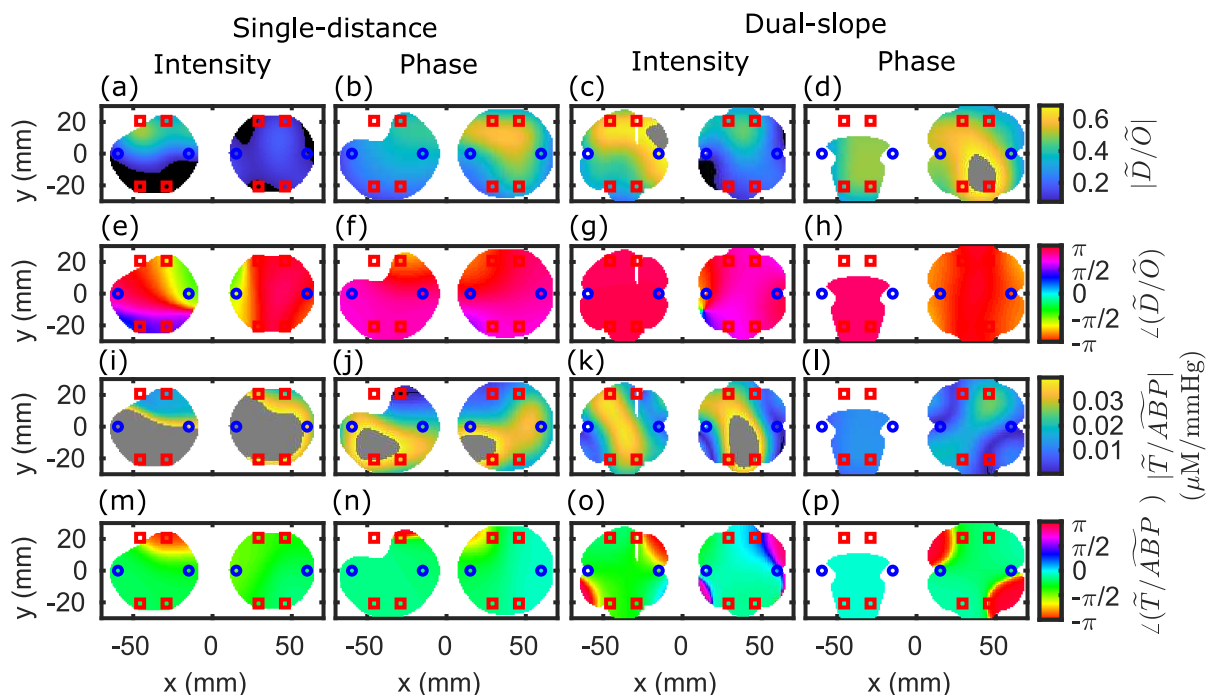 Single-distance Dual-slope
Intensity Phase Intensity Phase
(a) (b) (c) (d)
20
0
-20
y (mm)
0.6
0.4
0.2
|D̃/Õ|
(e) (f) (g) (h)
20
0
-20
y (mm)
π
π/2
0
-π/2
-π
∠(D̃/Õ)
(i) (j) (k) (l)
20
0
-20
y (mm)
0.03
0.02
0.01
|T̃/ÃBP|
(μM/mmHg)
(m) (n) (o) (p)
20
0
-20
y (mm)
π
π/2
0
-π/2
-π
∠(T̃/ÃBP)
-50 0 50 -50 0 50 -50 0 50 -50 0 50
x (mm) x (mm) x (mm) x (mm)